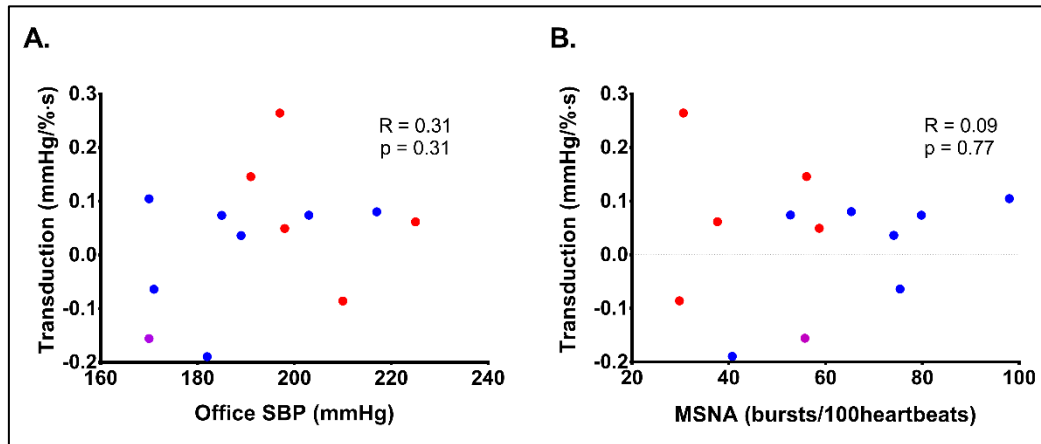 A.
Transduction (mmHg/%·s)
0.3
0.2
0.1
0.0
-0.1
-0.2
R = 0.31
p = 0.31
160
180
200
220
240
Office SBP (mmHg)
B.
Transduction (mmHg/%·s)
0.3
0.2
0.1
0.0
-0.1
-0.2
R = 0.09
p = 0.77
20
40
60
80
100
MSNA (bursts/100heartbeats)